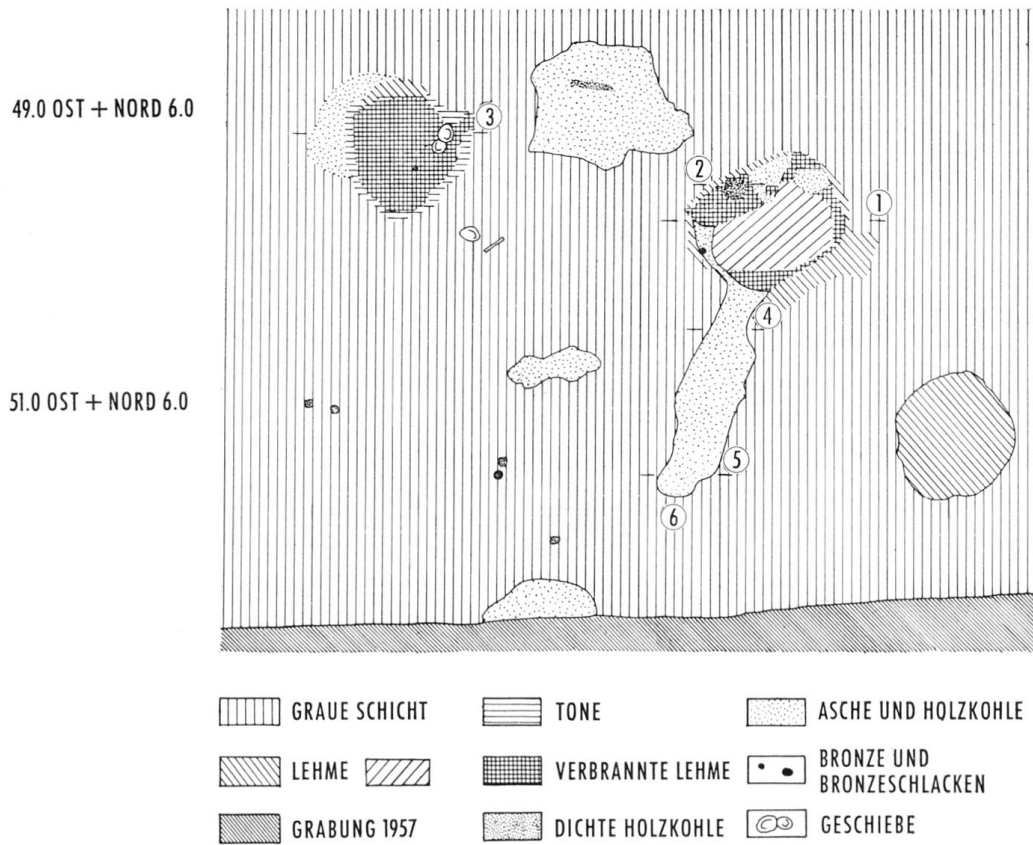 49.0 OST + NORD 6.0
3
2
1
4
51.0 OST + NORD 6.0
5
6
GRAUE SCHICHT
TONE
ASCHE UND HOLZKOHLE
LEHME
VERBRANNTE LEHME
BRONZE UND
BRONZESCHLACKEN
GRABUNG 1957
DICHTE HOLZKOHLE
GESCHIEBE